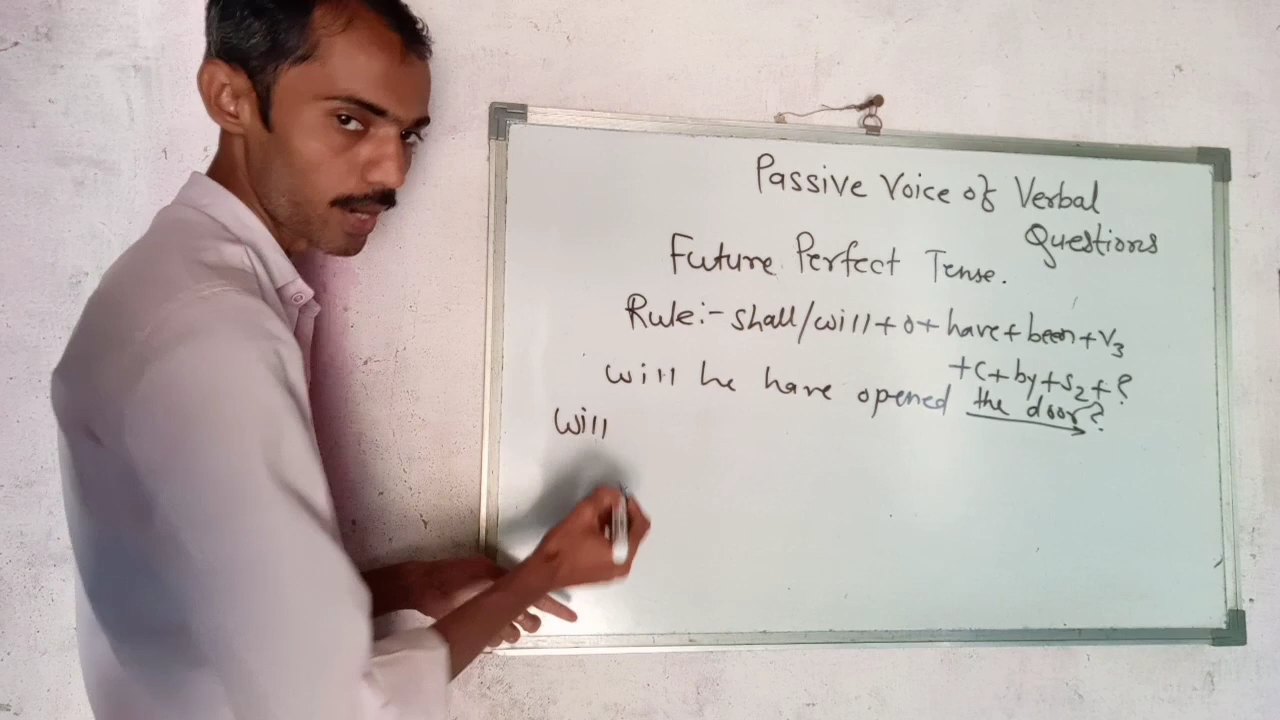 Passive Voice of Verbal
Questions
Future Perfect Tense.
Rule:- shall/will + o + have + been + V3
+ c + by + s2 + ?
will he have opened the door?
Will